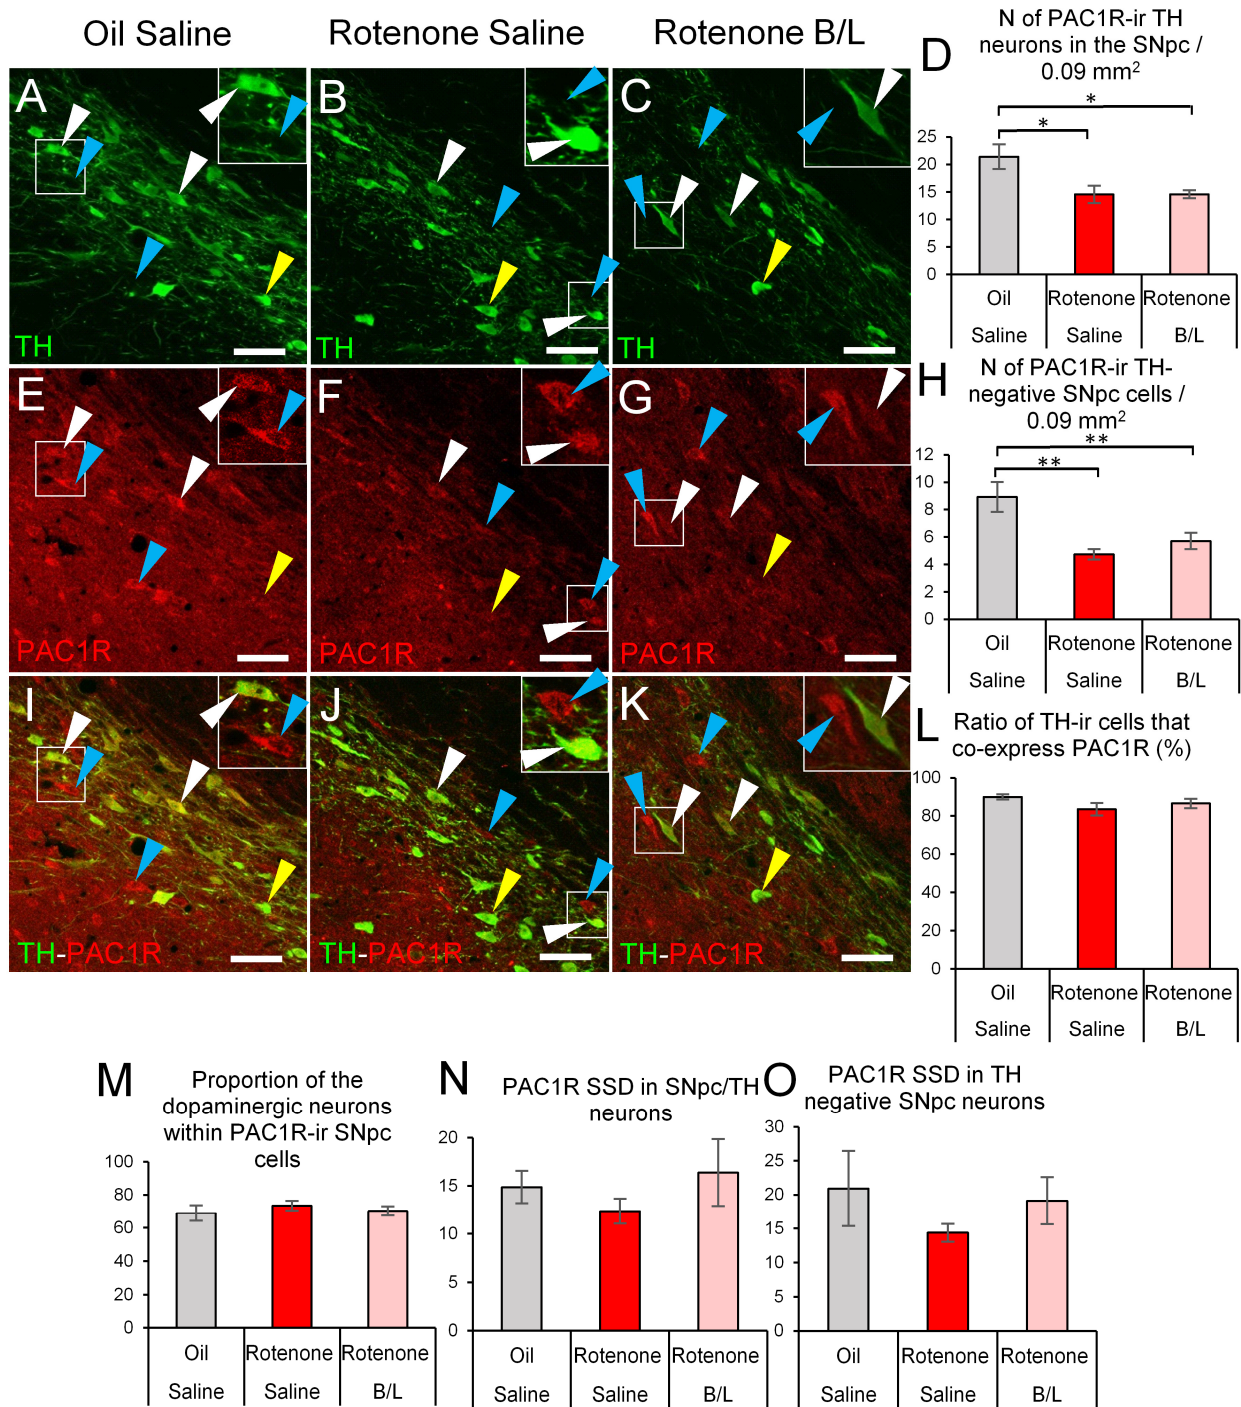 Oil Saline
Rotenone Saline
Rotenone B/L
A
TH
B
TH
C
TH
D
N of PAC1R-ir TH
neurons in the SNpc /
0.09 mm²
*
*
25
20
15
10
5
0
Oil
Rotenone
Rotenone
Saline
Saline
B/L
E
PAC1R
F
PAC1R
G
PAC1R
H
N of PAC1R-ir TH-
negative SNpc cells /
0.09 mm²
**
**
12
10
8
6
4
2
0
Oil
Rotenone
Rotenone
Saline
Saline
B/L
I
TH-PAC1R
J
TH-PAC1R
K
TH-PAC1R
L
Ratio of TH-ir cells that
co-express PAC1R (%)
100
80
60
40
20
0
Oil
Rotenone
Rotenone
Saline
Saline
B/L
M
Proportion of the
dopaminergic neurons
within PAC1R-ir SNpc
cells
100
80
60
40
20
0
Oil
Rotenone
Rotenone
Saline
Saline
B/L
N
PAC1R SSD in SNpc/TH
neurons
20
15
10
5
0
Oil
Rotenone
Rotenone
Saline
Saline
B/L
O
PAC1R SSD in TH
negative SNpc neurons
30
25
20
15
10
5
0
Oil
Rotenone
Rotenone
Saline
Saline
B/L